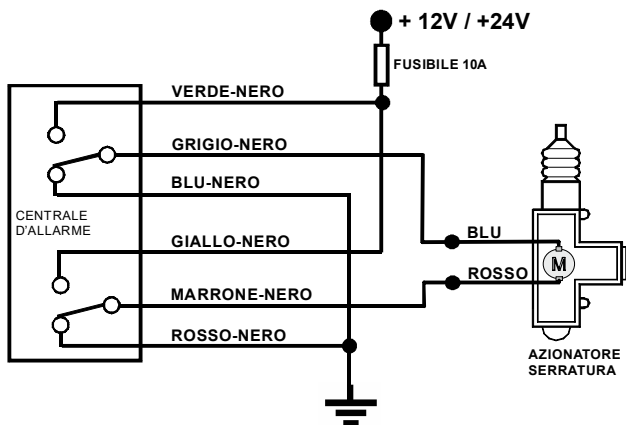 + 12V / +24V
FUSIBILE 10A
VERDE-NERO
GRIGIO-NERO
BLU-NERO
CENTRALE
D'ALLARME
GIALLO-NERO
BLU
M
ROSSO
MARRONE-NERO
ROSSO-NERO
AZIONATORE
SERRATURA